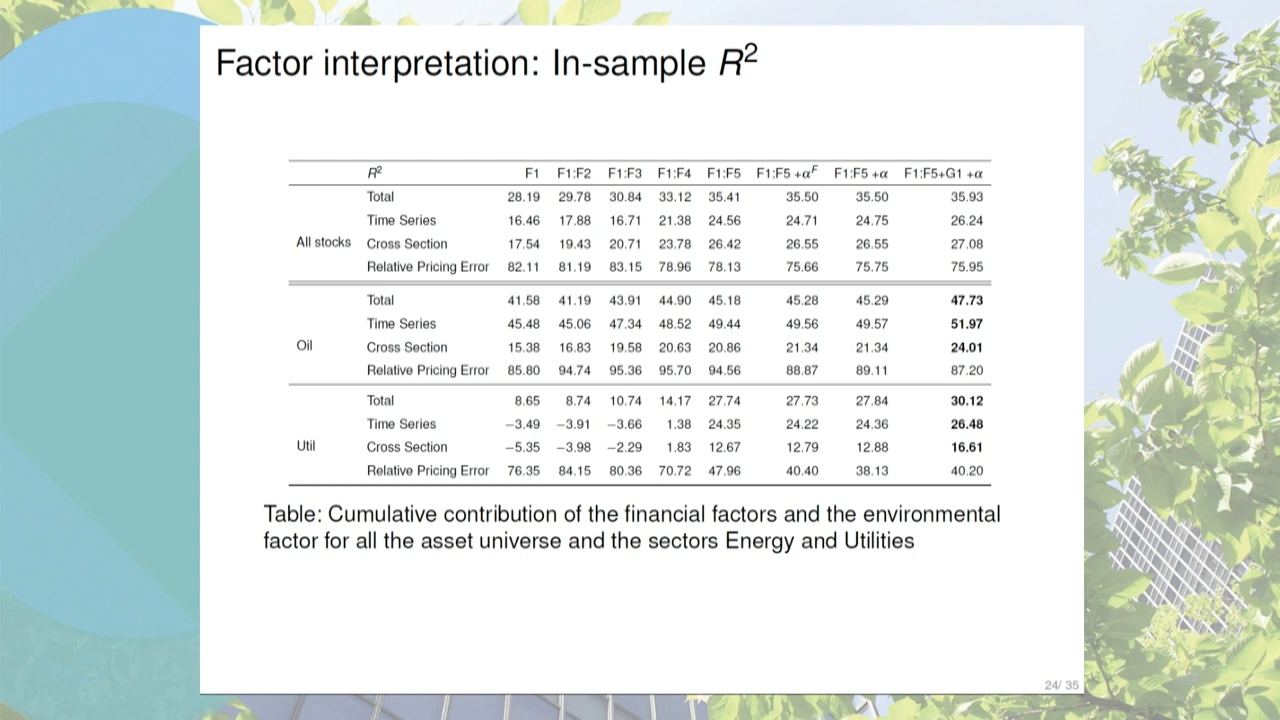 Factor interpretation: In-sample R²
R² F1 F1:F2 F1:F3 F1:F4 F1:F5 F1:F5 +αᶠ F1:F5 +α F1:F5+G1 +α
Total 28.19 29.78 30.84 33.12 35.41 35.50 35.50 35.93
Time Series 16.46 17.88 16.71 21.38 24.56 24.71 24.75 26.24
All stocks Cross Section 17.54 19.43 20.71 23.78 26.42 26.55 26.55 27.08
Relative Pricing Error 82.11 81.19 83.15 78.96 78.13 75.66 75.75 75.95
Total 41.58 41.19 43.91 44.90 45.18 45.28 45.29 47.73
Time Series 45.48 45.06 47.34 48.52 49.44 49.56 49.57 51.97
Oil Cross Section 15.38 16.83 19.58 20.63 20.86 21.34 21.34 24.01
Relative Pricing Error 85.80 94.74 95.36 95.70 94.56 88.87 89.11 87.20
Total 8.65 8.74 10.74 14.17 27.74 27.73 27.84 30.12
Time Series −3.49 −3.91 −3.66 1.38 24.35 24.22 24.36 26.48
Util Cross Section −5.35 −3.98 −2.29 1.83 12.67 12.79 12.88 16.61
Relative Pricing Error 76.35 84.15 80.36 70.72 47.96 40.40 38.13 40.20
Table: Cumulative contribution of the financial factors and the environmental
factor for all the asset universe and the sectors Energy and Utilities
24/ 35